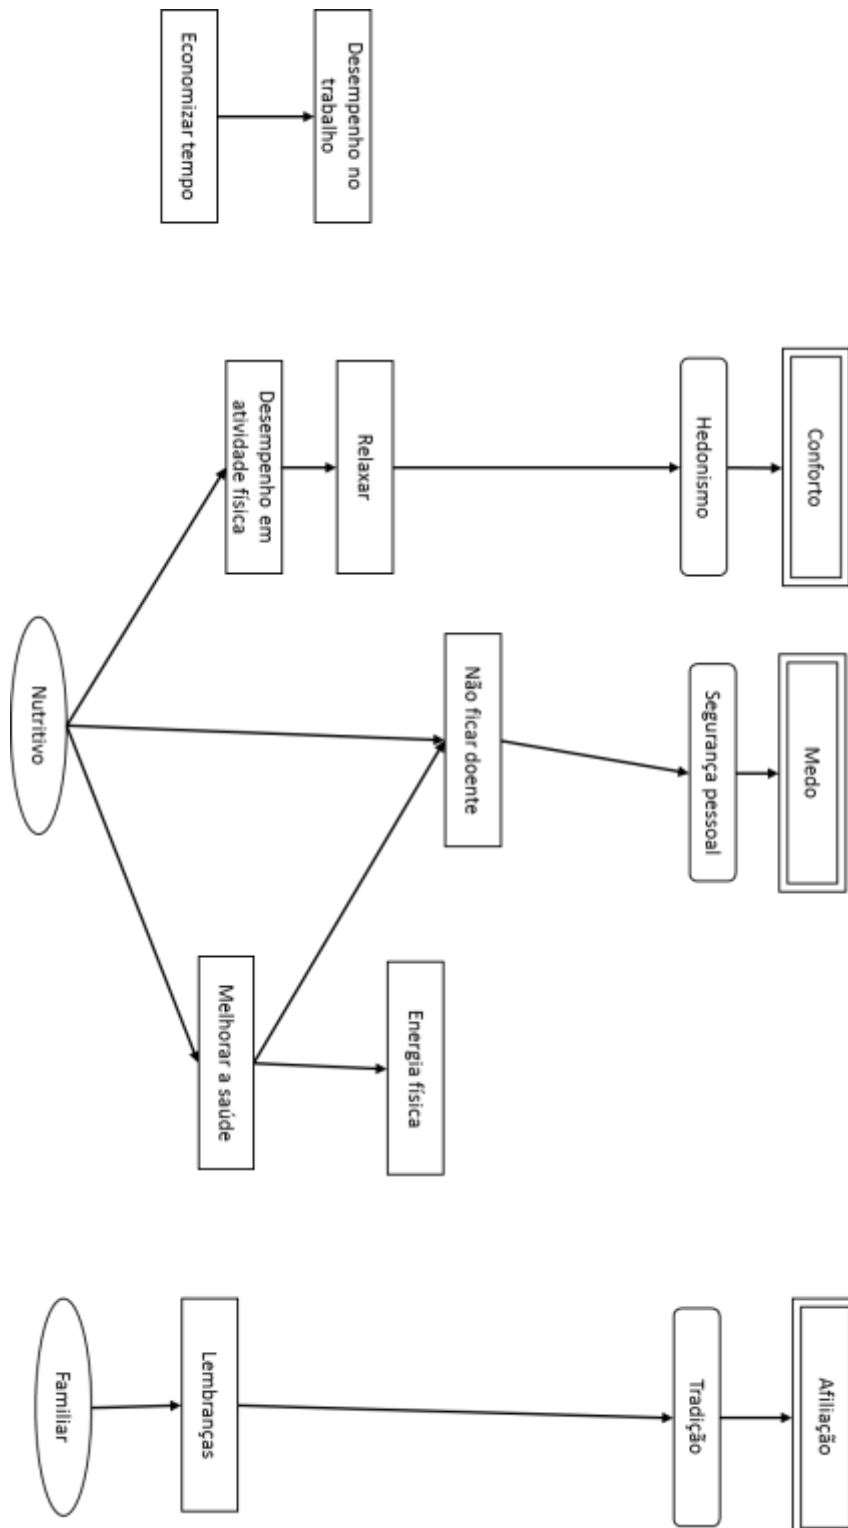 Conforto
Medo
Afiliação
Hedonismo
Segurança pessoal
Tradição
Não ficar doente
Energia física
Desempenho no
trabalho
Relaxar
Economizar tempo
Desempenho em
atividade física
Melhorar a saúde
Lembranças
Nutritivo
Familiar